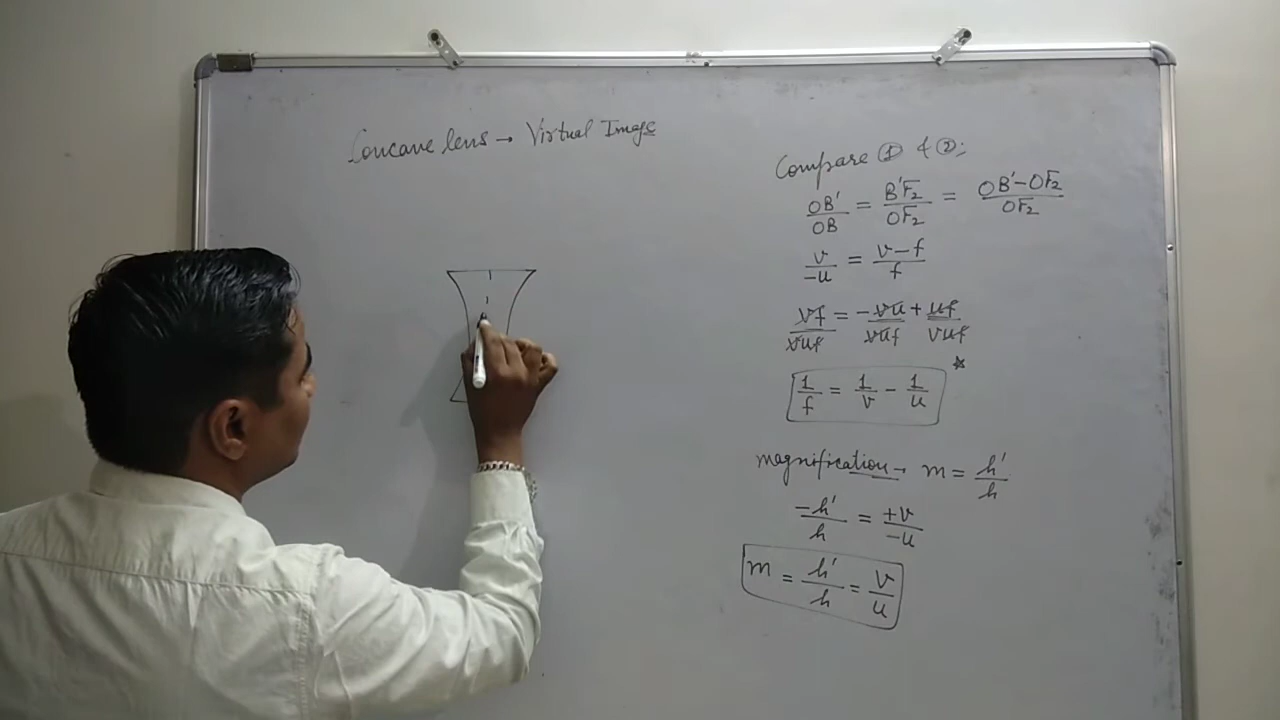 Concave lens → Virtual Image
Compare ① & ②:
OB'/OB = B'F₂/OF₂ = OB'-OF₂/OF₂
v/-u = v-f/f
vf/vuf = -vu/vuf + uf/vuf
1/f = 1/v - 1/u
magnification → m = h'/h
-h'/h = +v/-u
m = h'/h = v/u